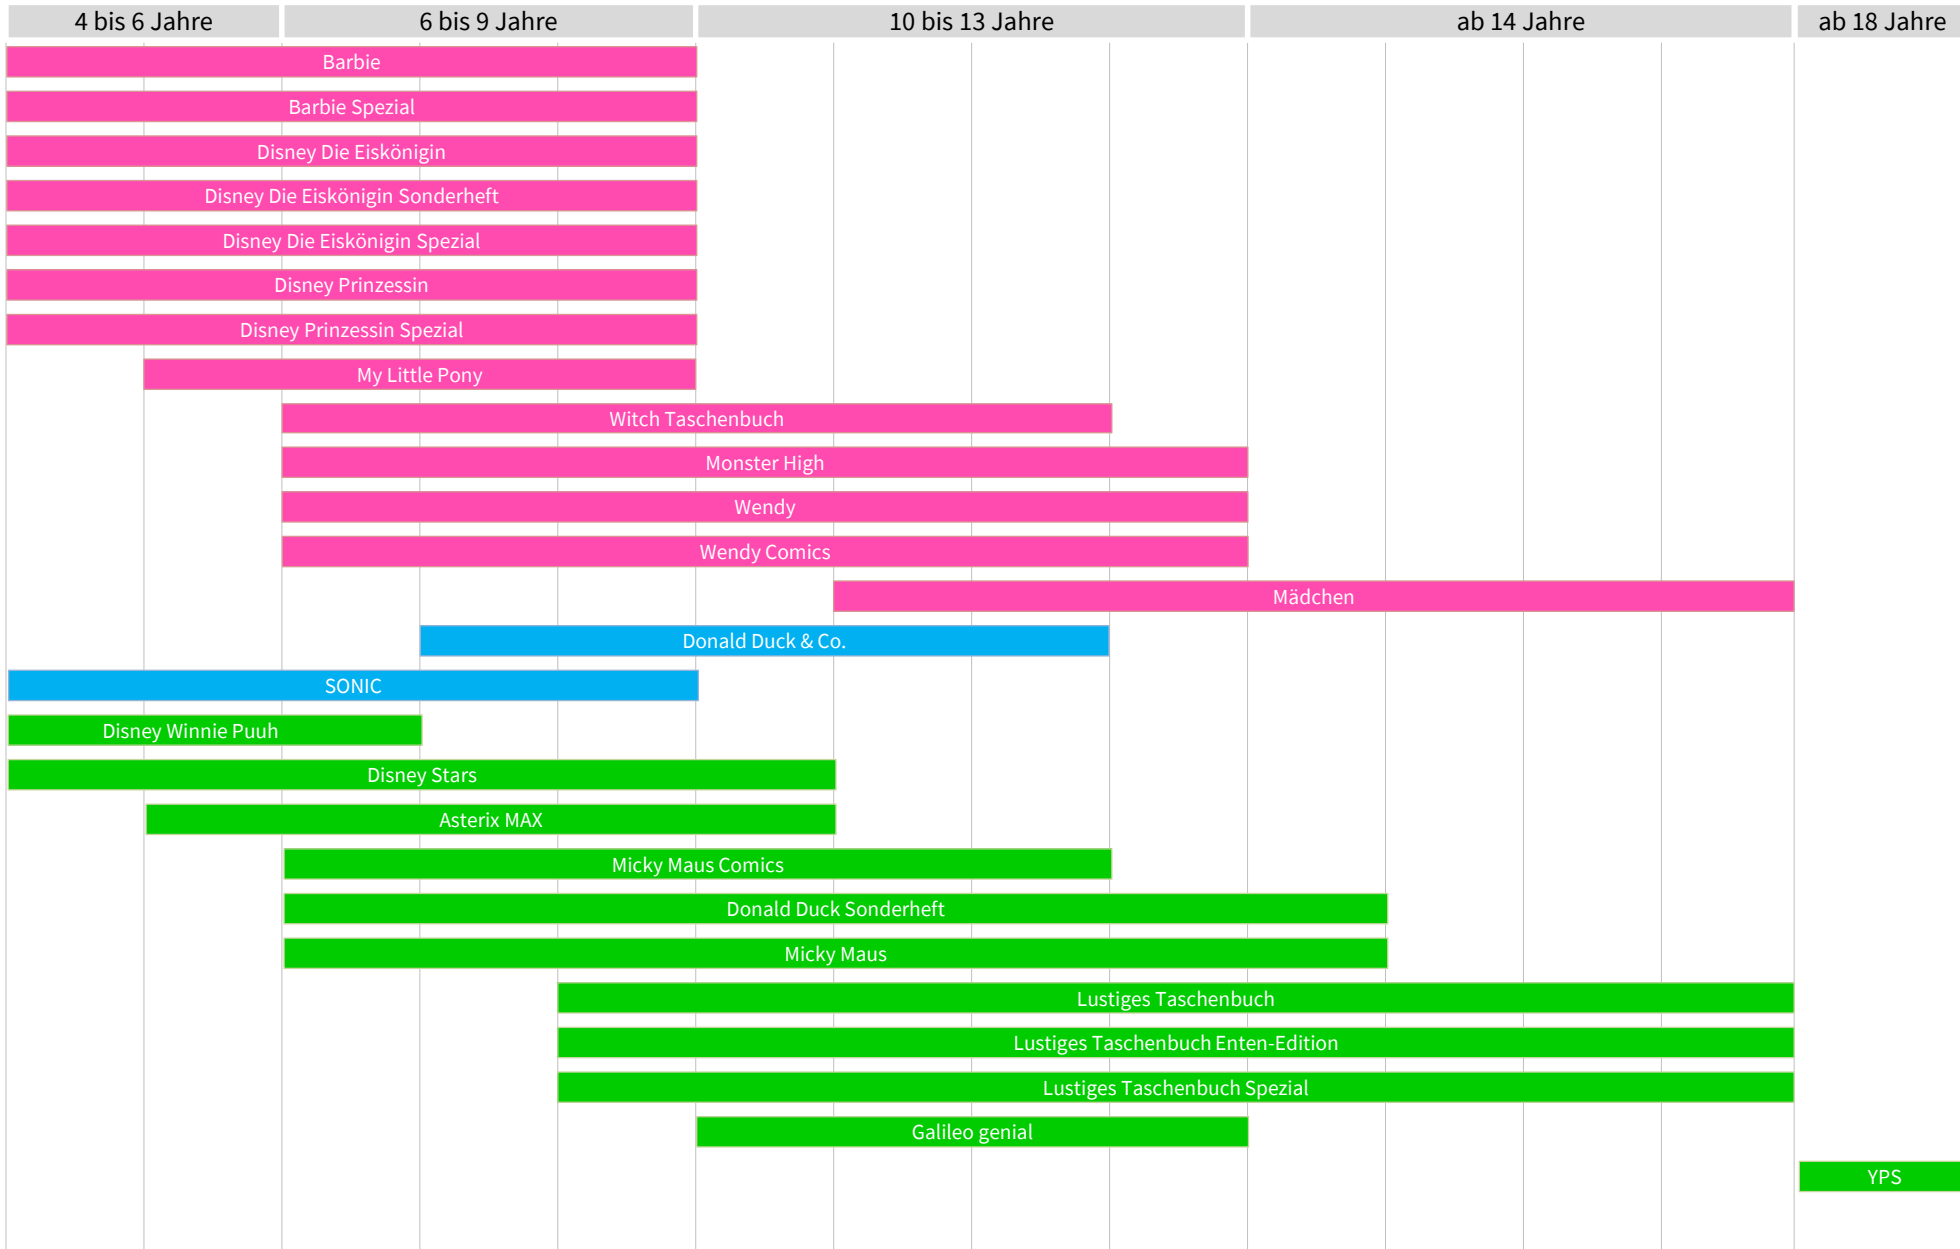 4 bis 6 Jahre 6 bis 9 Jahre 10 bis 13 Jahre ab 14 Jahre ab 18 Jahre
Barbie
Barbie Spezial
Disney Die Eiskönigin
Disney Die Eiskönigin Sonderheft
Disney Die Eiskönigin Spezial
Disney Prinzessin
Disney Prinzessin Spezial
My Little Pony
Witch Taschenbuch
Monster High
Wendy
Wendy Comics
Mädchen
Donald Duck & Co.
SONIC
Disney Winnie Puuh
Disney Stars
Asterix MAX
Micky Maus Comics
Donald Duck Sonderheft
Micky Maus
Lustiges Taschenbuch
Lustiges Taschenbuch Enten-Edition
Lustiges Taschenbuch Spezial
Galileo genial
YPS